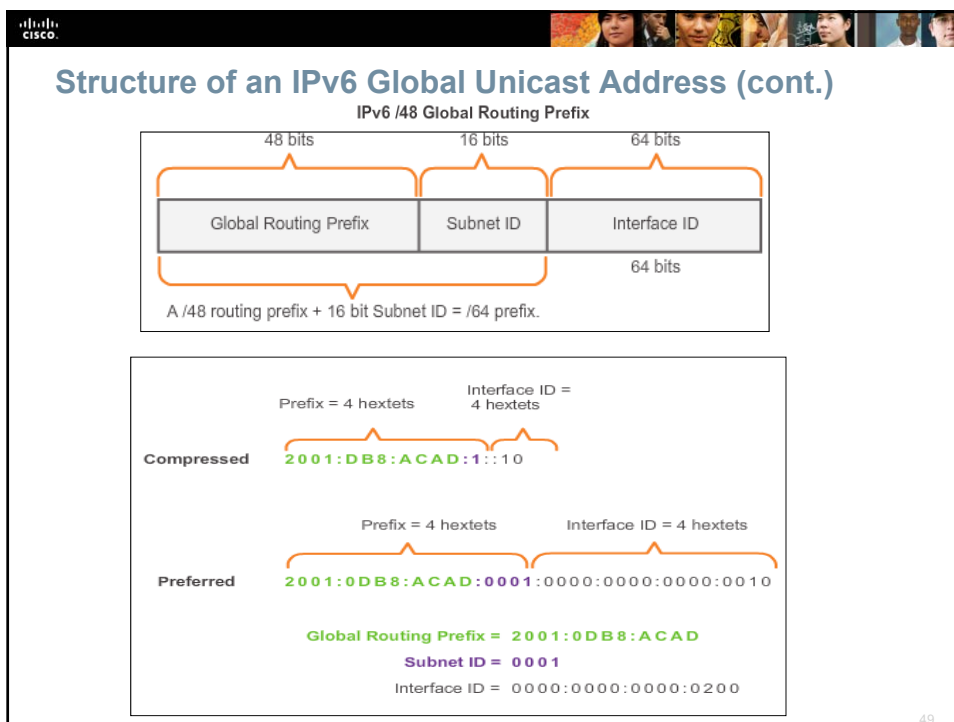 CISCO.
Structure of an IPv6 Global Unicast Address (cont.)
IPv6 /48 Global Routing Prefix
48 bits 16 bits 64 bits
Global Routing Prefix Subnet ID Interface ID
64 bits
A /48 routing prefix + 16 bit Subnet ID = /64 prefix.
Interface ID =
Prefix = 4 hextets 4 hextets
Compressed 2001:DB8:ACAD:1::10
Prefix = 4 hextets Interface ID = 4 hextets
Preferred 2001:0DB8:ACAD:0001:0000:0000:0000:0010
Global Routing Prefix = 2001:0DB8:ACAD
Subnet ID = 0001
Interface ID = 0000:0000:0000:0200
49